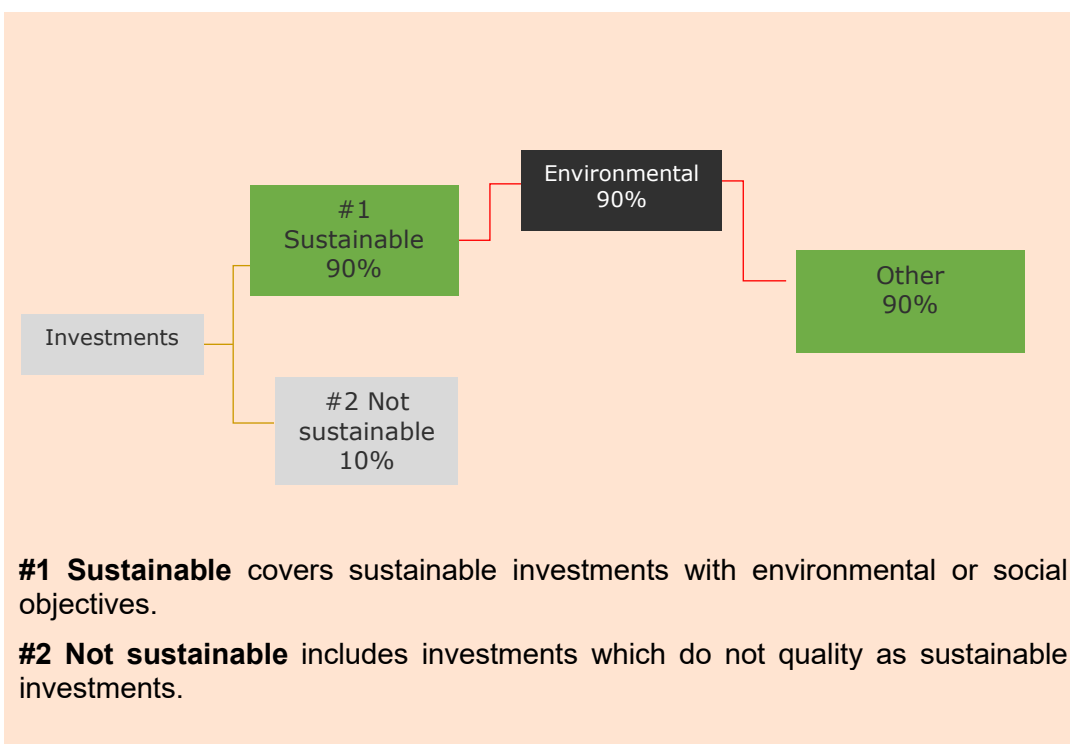 Environmental
90%
#1
Sustainable
90%
Other
90%
Investments
#2 Not
sustainable
10%
#1 Sustainable covers sustainable investments with environmental or social
objectives.
#2 Not sustainable includes investments which do not quality as sustainable
investments.